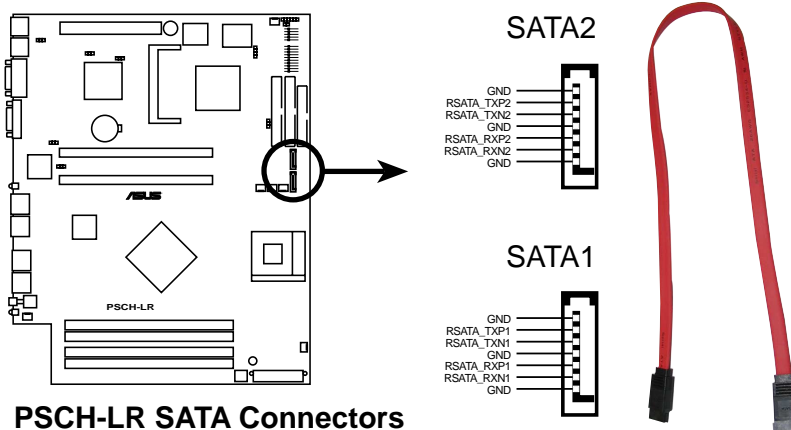 SATA2
GND
RSATA_TXP2
RSATA_TXN2
GND
RSATA_RXP2
RSATA_RXN2
GND
ASUS
PSCH-LR
SATA1
GND
RSATA_TXP1
RSATA_TXN1
GND
RSATA_RXP1
RSATA_RXN1
GND
PSCH-LR SATA Connectors